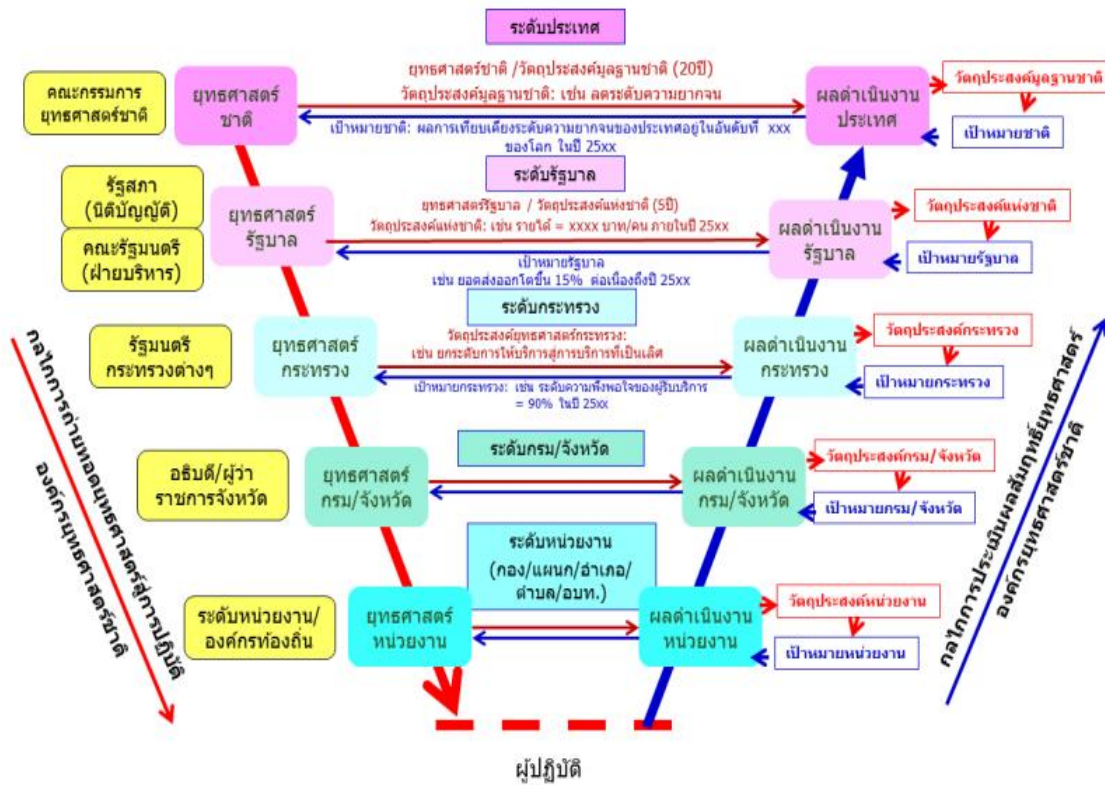 ระดับประเทศ
คณะกรรมการ
ยุทธศาสตร์ชาติ
ยุทธศาสตร์
ชาติ
ยุทธศาสตร์ชาติ /วัตถุประสงค์มูลฐานชาติ (20ปี)
วัตถุประสงค์มูลฐานชาติ: เช่น ลดระดับความยากจน
เป้าหมายชาติ: ผลการเทียบเคียงระดับความยากจนของประเทศอยู่ในอันดับที่ xxx
ของโลก ในปี 25xx
ผลดำเนินงาน
ประเทศ
วัตถุประสงค์มูลฐานชาติ
เป้าหมายชาติ
ระดับรัฐบาล
รัฐสภา
(นิติบัญญัติ)
คณะรัฐมนตรี
(ฝ่ายบริหาร)
ยุทธศาสตร์
รัฐบาล
ยุทธศาสตร์รัฐบาล / วัตถุประสงค์แห่งชาติ (5ปี)
วัตถุประสงค์แห่งชาติ: เช่น รายได้ = xxxx บาท/คน ภายในปี 25xx
เป้าหมายรัฐบาล
เช่น ยอดส่งออกโตขึ้น 15% ต่อเนื่องถึงปี 25xx
ผลดำเนินงาน
รัฐบาล
วัตถุประสงค์แห่งชาติ
เป้าหมายรัฐบาล
ระดับกระทรวง
รัฐมนตรี
กระทรวงต่างๆ
ยุทธศาสตร์
กระทรวง
วัตถุประสงค์ยุทธศาสตร์กระทรวง:
เช่น ยกระดับการให้บริการสู่การบริการที่เป็นเลิศ
เป้าหมายกระทรวง: เช่น ระดับความพึงพอใจของผู้รับบริการ
= 90% ในปี 25xx
ผลดำเนินงาน
กระทรวง
วัตถุประสงค์กระทรวง
เป้าหมายกระทรวง
ระดับกรม/จังหวัด
อธิบดี/ผู้ว่า
ราชการจังหวัด
ยุทธศาสตร์
กรม/จังหวัด
ผลดำเนินงาน
กรม/จังหวัด
วัตถุประสงค์กรม/จังหวัด
เป้าหมายกรม/จังหวัด
ระดับหน่วยงาน
(กอง/แผนก/อำเภอ/
ตำบล/อบท.)
ระดับหน่วยงาน/
องค์กรท้องถิ่น
ยุทธศาสตร์
หน่วยงาน
ผลดำเนินงาน
หน่วยงาน
วัตถุประสงค์หน่วยงาน
เป้าหมายหน่วยงาน
กลไกการถ่ายทอดยุทธศาสตร์สู่การปฏิบัติ
องค์กรยุทธศาสตร์ชาติ
กลไกการประเมินผลสัมฤทธิ์ยุทธศาสตร์
องค์กรยุทธศาสตร์ชาติ
ผู้ปฏิบัติ